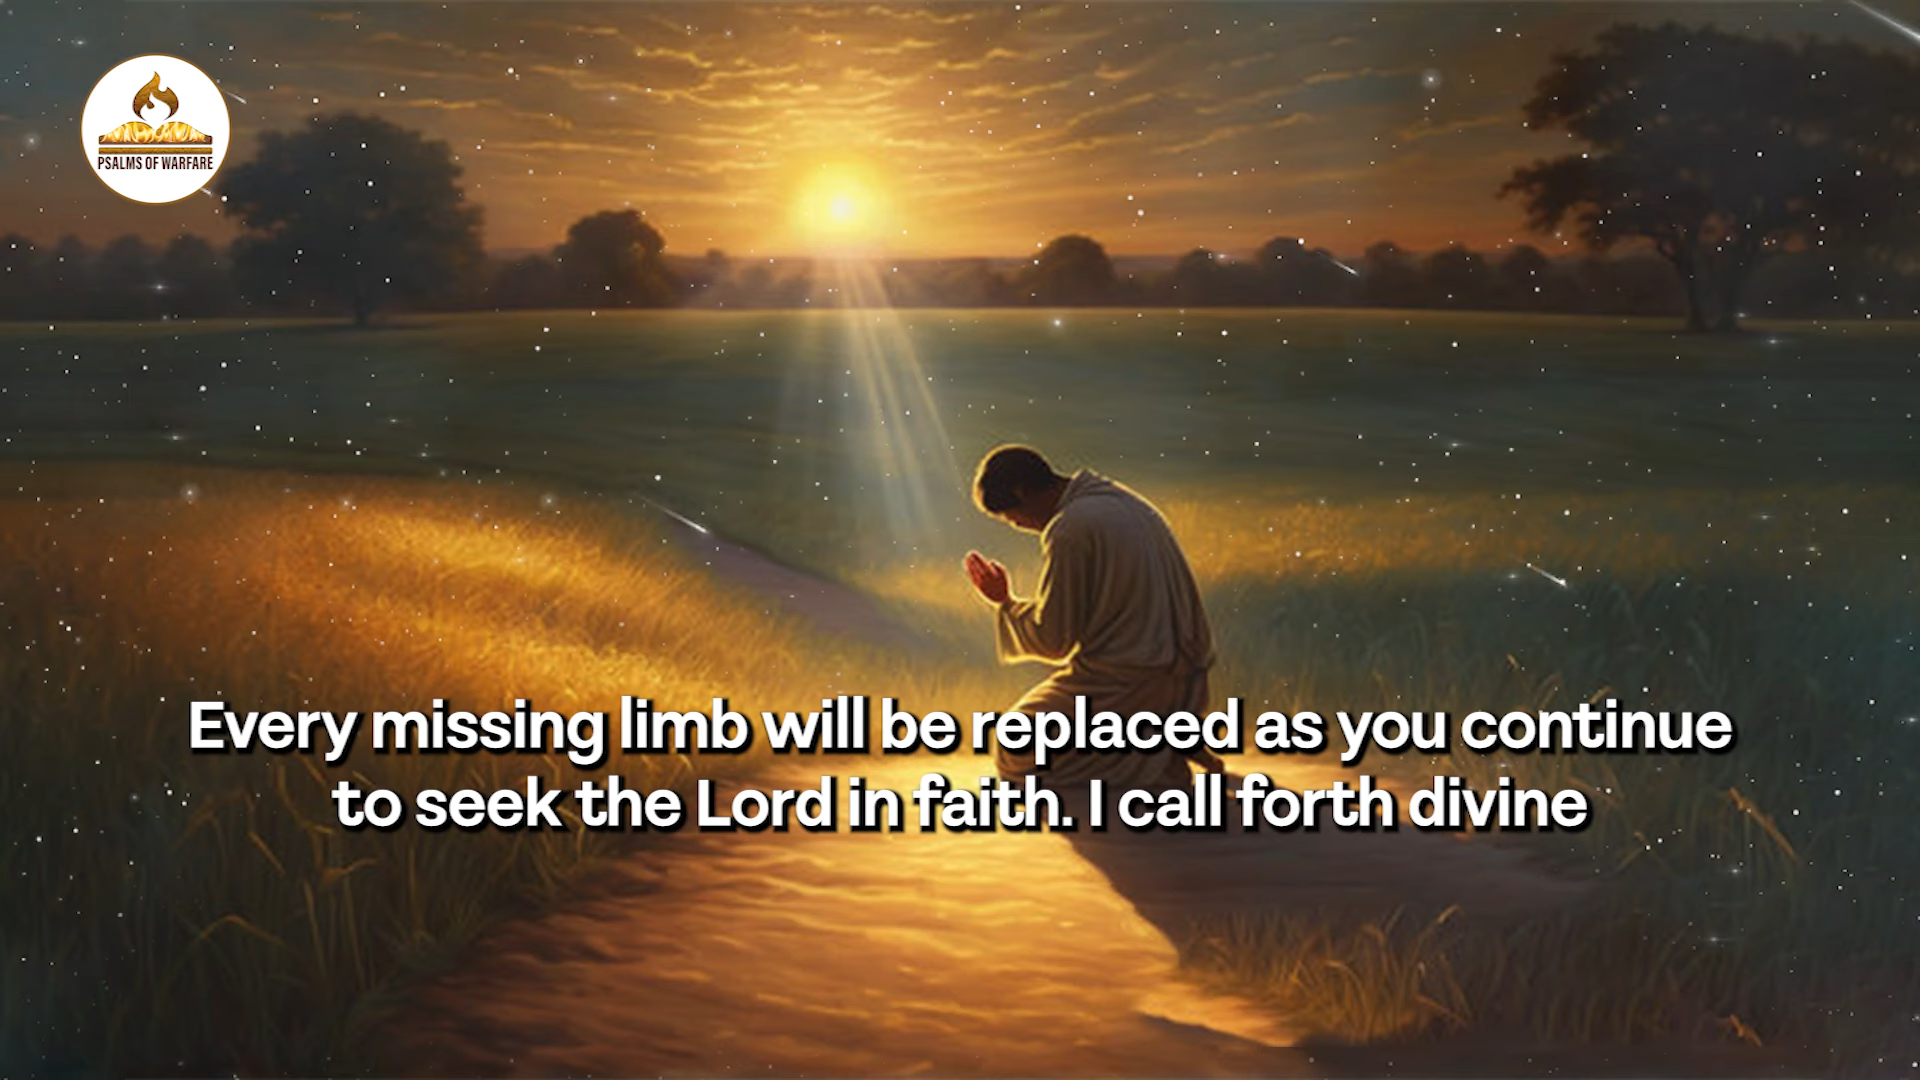 PSALMS OF WARFARE
Every missing limb will be replaced as you continue
to seek the Lord in faith. I call forth divine